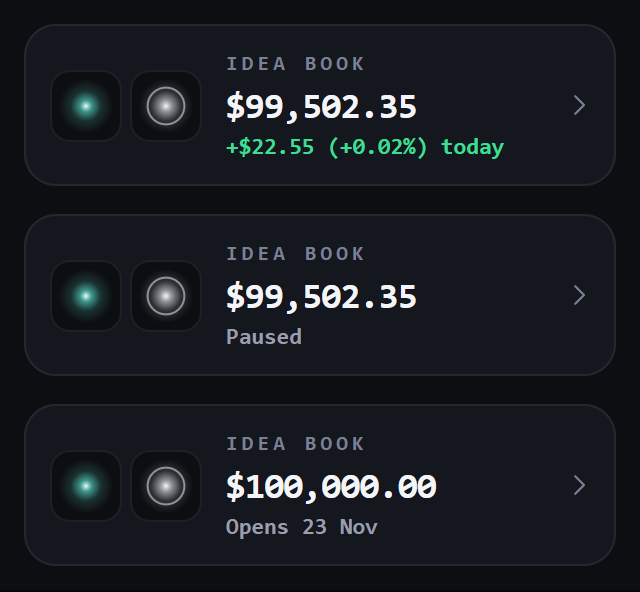 IDEA BOOK
$99,502.35
+$22.55 (+0.02%) today
IDEA BOOK
$99,502.35
Paused
IDEA BOOK
$100,000.00
Opens 23 Nov